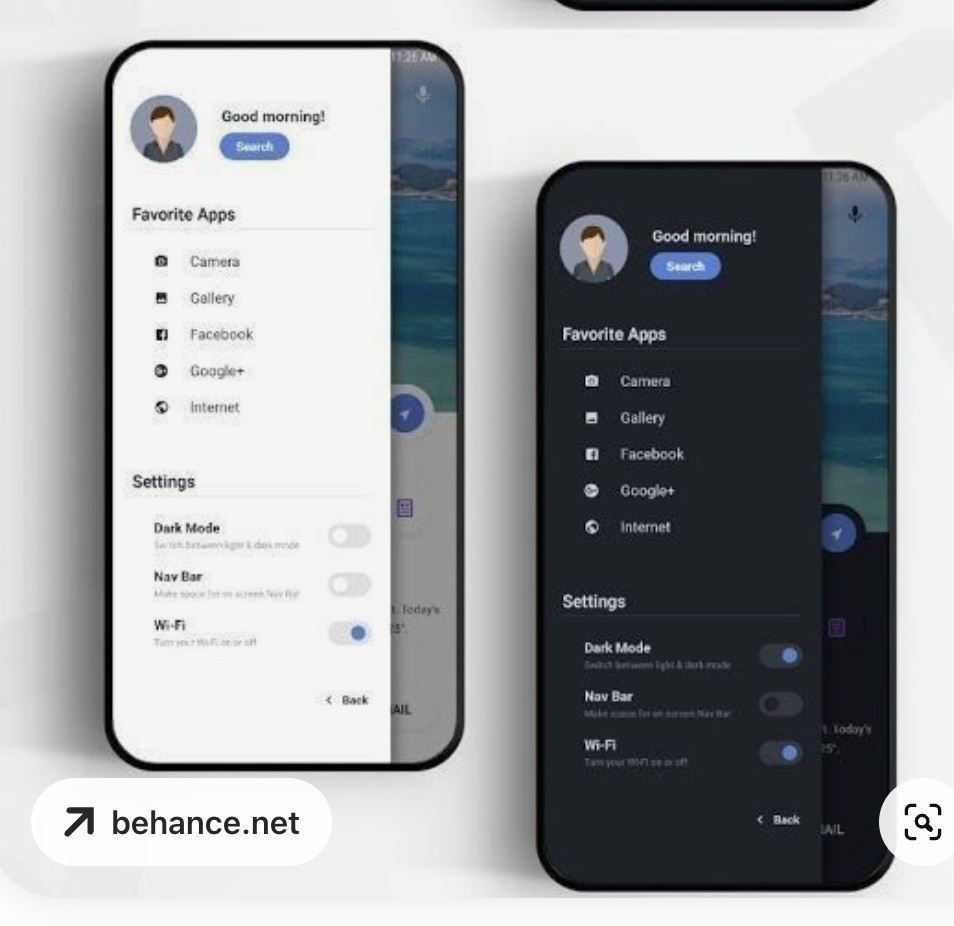 11:26 AM
Good morning!
Search
Favorite Apps
Camera
Gallery
Facebook
Google+
Internet
Settings
Dark Mode
Switch between light & dark mode
Nav Bar
Make space for on screen Nav Bar
Wi-Fi
Turn your Wi-Fi on or off
Back
t. Today's
25°.
AIL
11:26 AM
Good morning!
Search
Favorite Apps
Camera
Gallery
Facebook
Google+
Internet
Settings
Dark Mode
Switch between light & dark mode
Nav Bar
Make space for on screen Nav Bar
Wi-Fi
Turn your Wi-Fi on or off
Back
t. Today's
25°.
AIL
behance.net